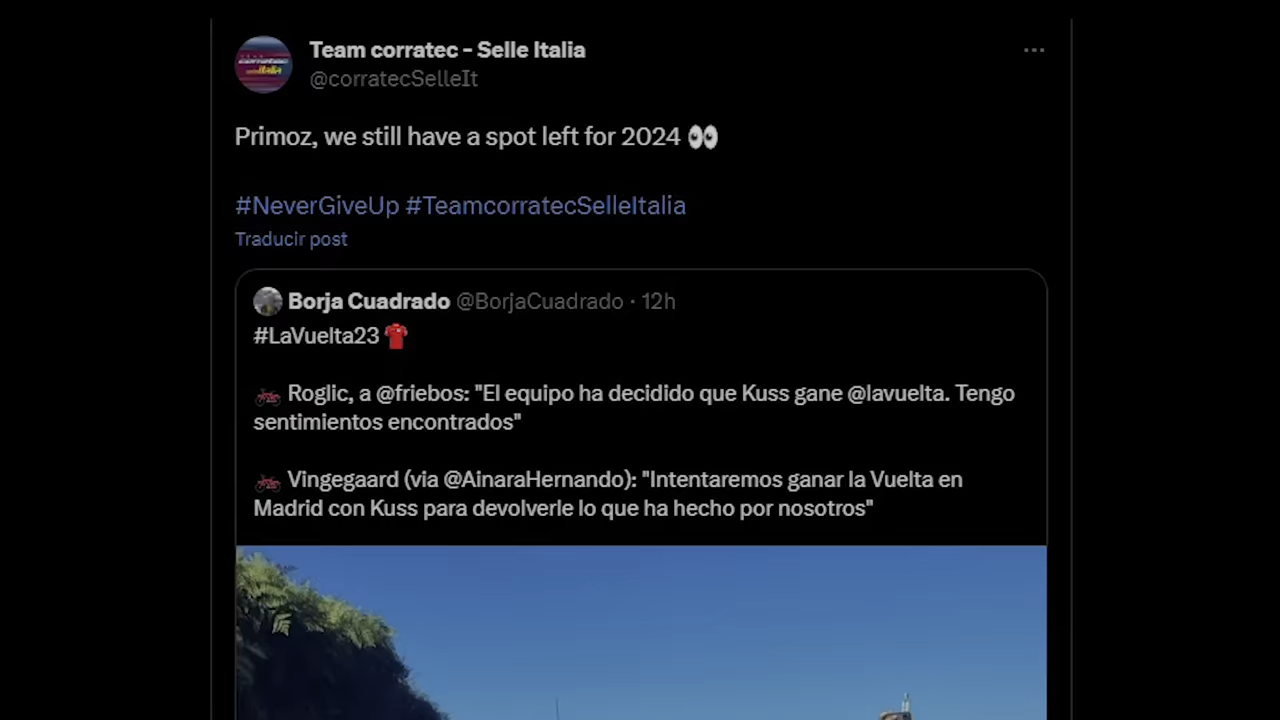 Team corratec - Selle Italia
@corratecSelleIt
Primoz, we still have a spot left for 2024 👀
#NeverGiveUp #TeamcorratecSelleItalia
Traducir post
Borja Cuadrado @BorjaCuadrado · 12h
#LaVuelta23
Roglic, a @friebos: "El equipo ha decidido que Kuss gane @lavuelta. Tengo
sentimientos encontrados"
Vingegaard (via @AinaraHernando): "Intentaremos ganar la Vuelta en
Madrid con Kuss para devolverle lo que ha hecho por nosotros"